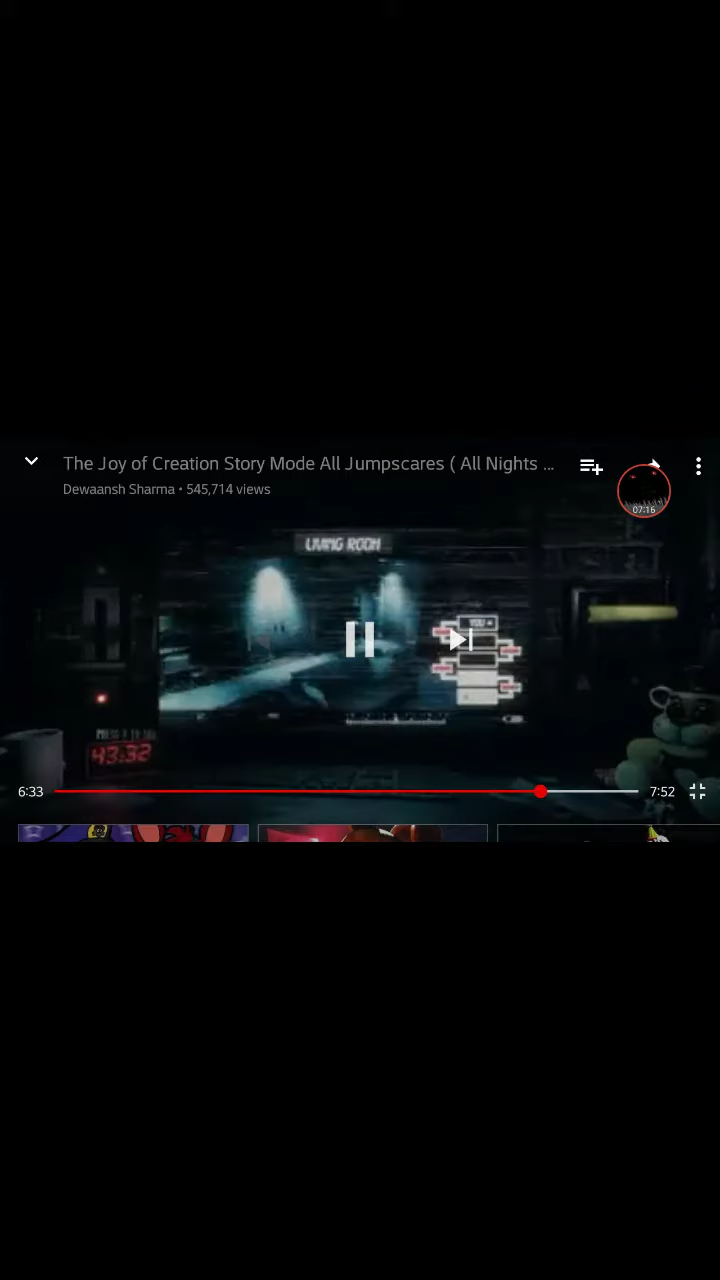 The Joy of Creation Story Mode All Jumpscares ( All Nights ...
Dewaansh Sharma • 545,714 views
07:16
LIVING ROOM
YOU
43:32
6:33
7:52